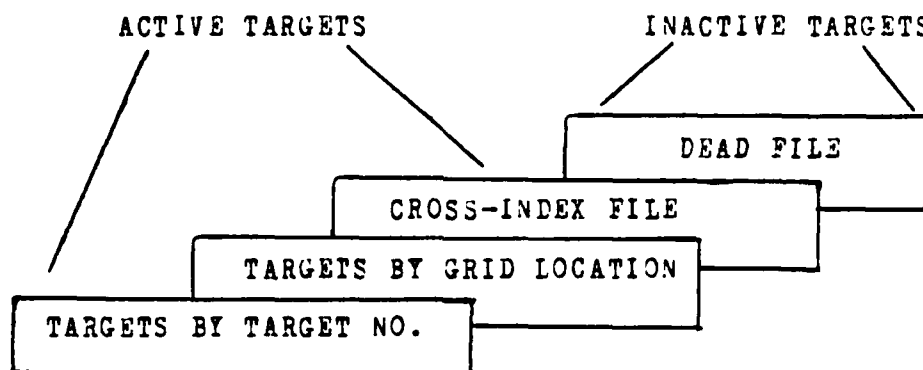 ACTIVE TARGETS INACTIVE TARGETS
DEAD FILE
CROSS-INDEX FILE
TARGETS BY GRID LOCATION
TARGETS BY TARGET NO.